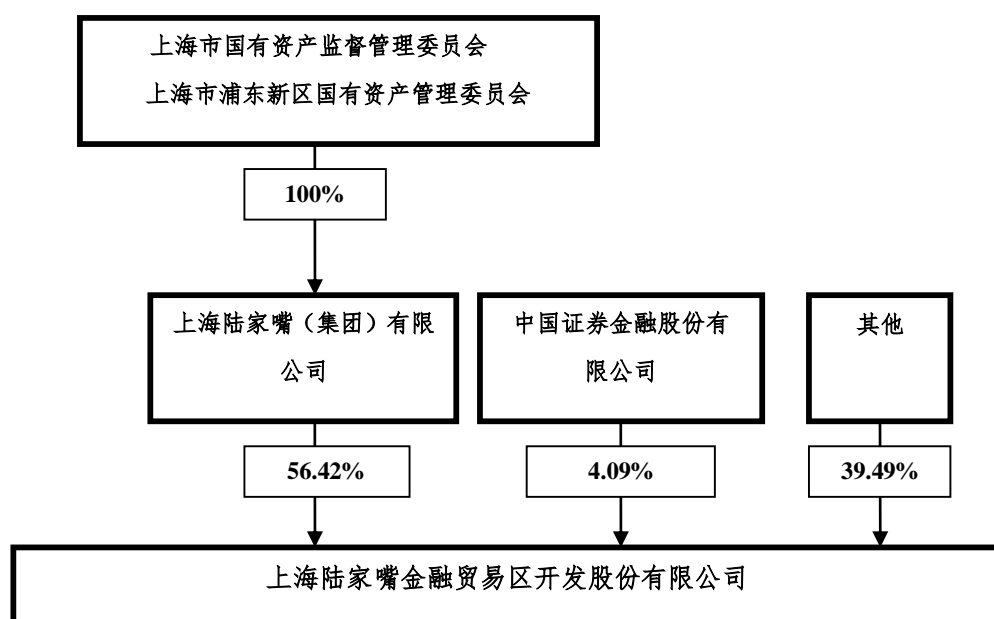 上海市国有资产监督管理委员会
上海市浦东新区国有资产管理委员会
100%
上海陆家嘴（集团）有限
公司
中国证券金融股份有
限公司
其他
56.42%
4.09%
39.49%
上海陆家嘴金融贸易区开发股份有限公司